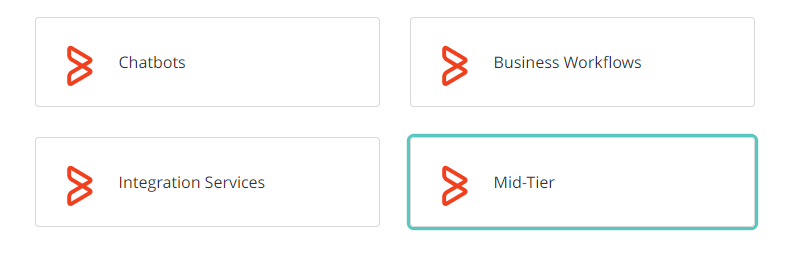 Chatbots
Business Workflows
Integration Services
Mid-Tier